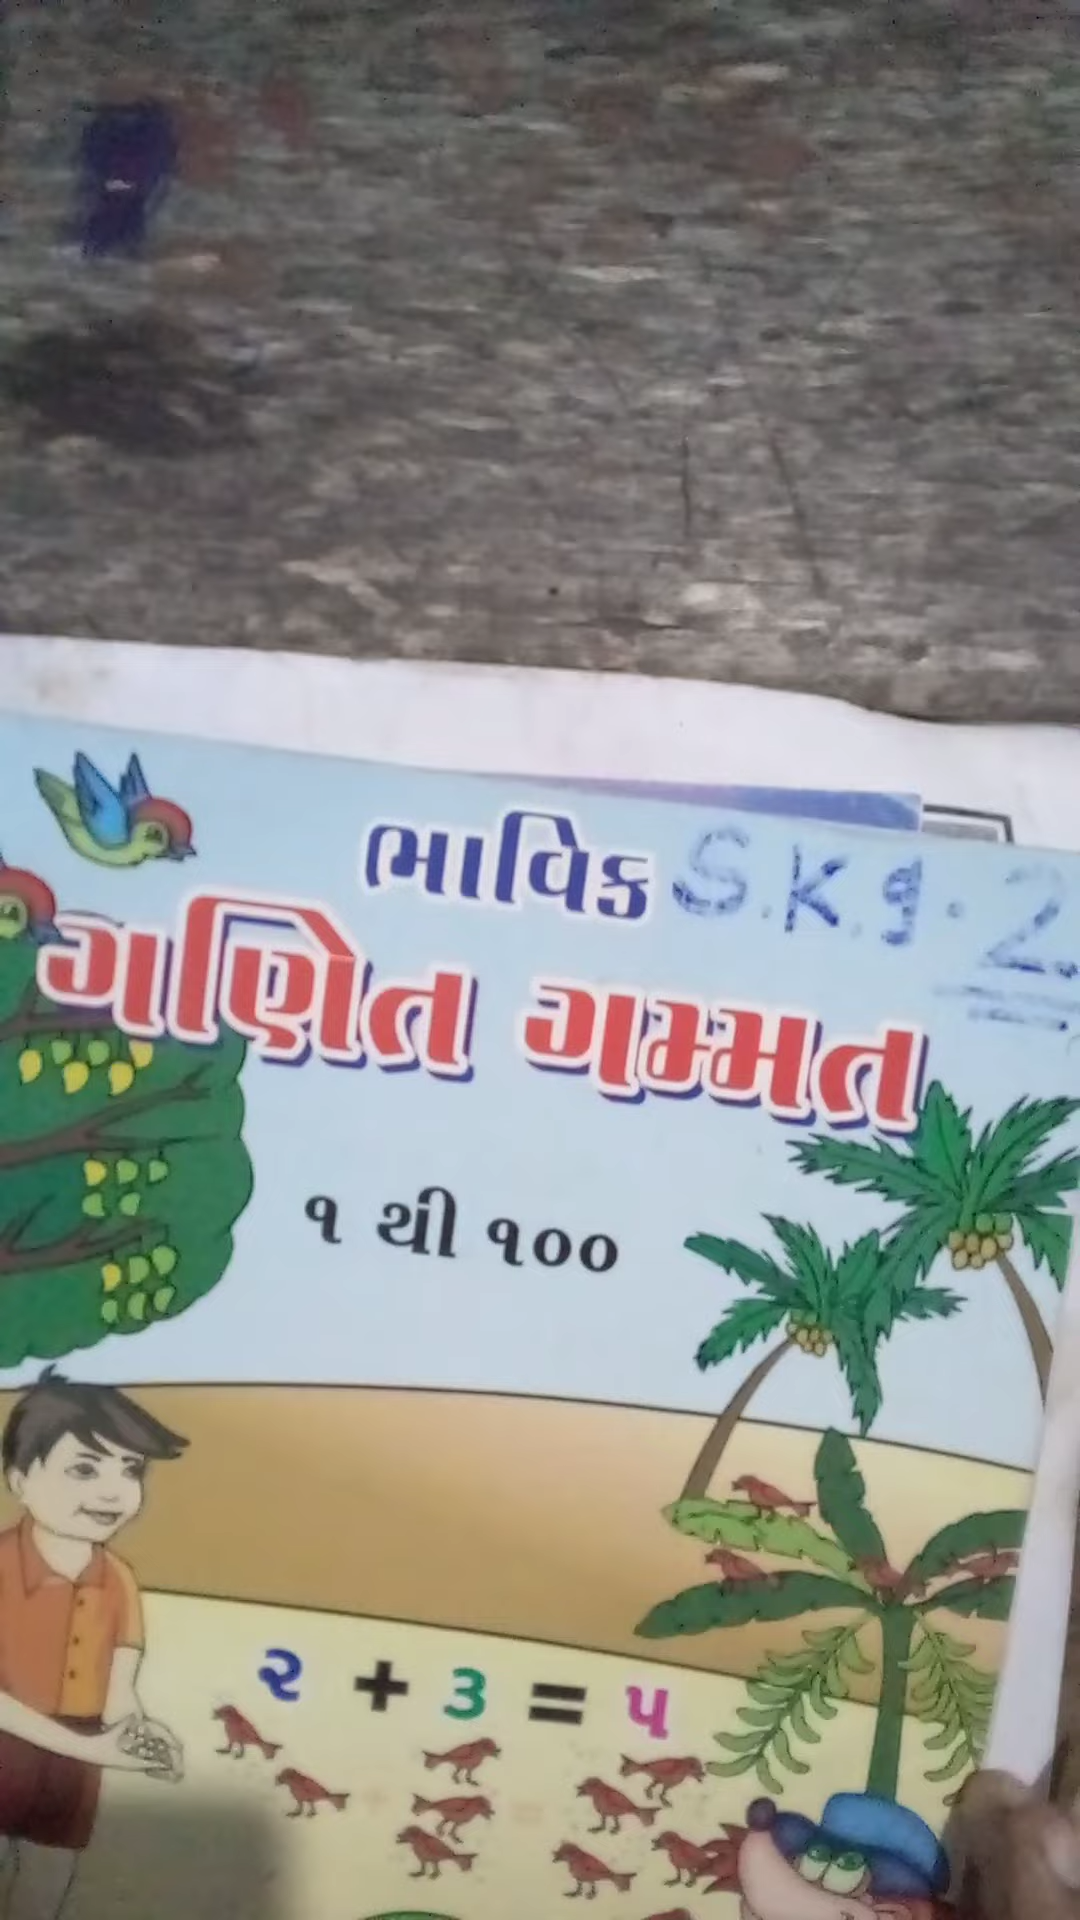 ભાવિક S.K.g.2.
ગણિત ગમ્મત
૧ થી ૧૦૦
૨ + ૩ = ૫